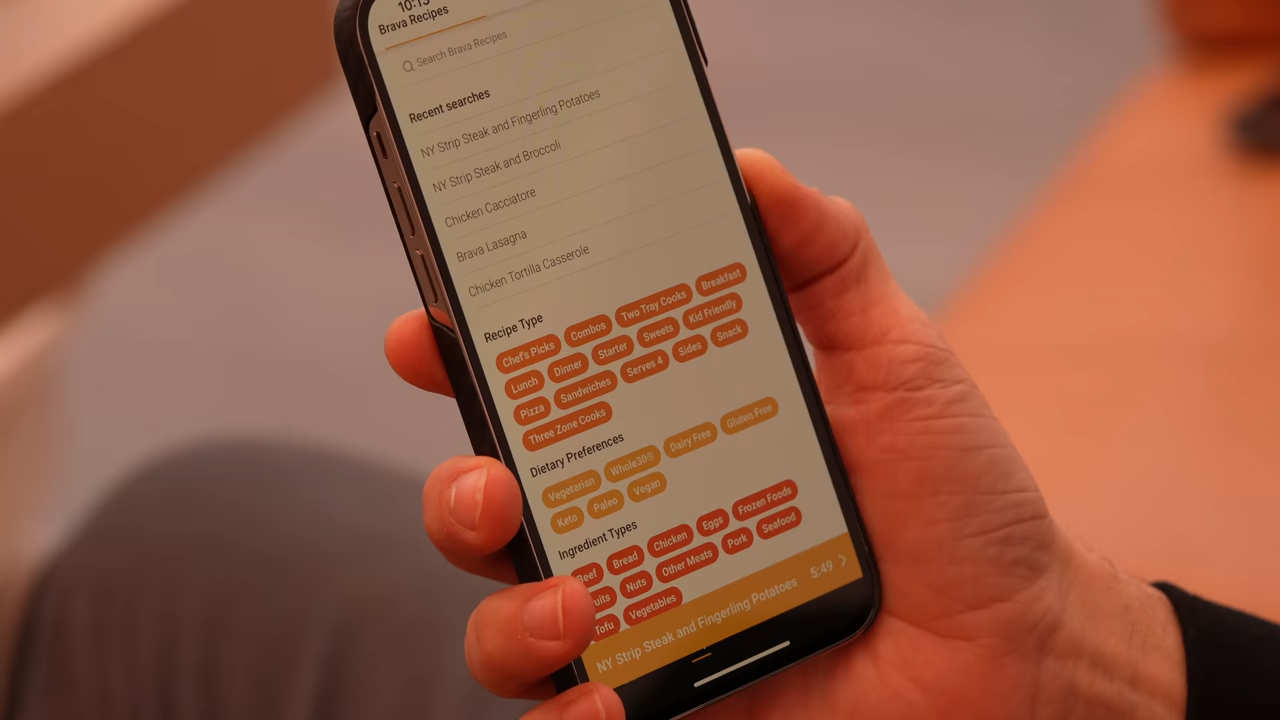 10:15
Brava Recipes
Search Brava Recipes
Recent searches
NY Strip Steak and Fingerling Potatoes
NY Strip Steak and Broccoli
Chicken Cacciatore
Brava Lasagna
Chicken Tortilla Casserole
Recipe Type
Chef's Picks Combos Two Tray Cooks Breakfast
Lunch Dinner Starter Sweets Kid Friendly
Pizza Sandwiches Serves 4 Sides Snack
Three Zone Cooks
Dietary Preferences
Vegetarian Whole30® Dairy Free Gluten Free
Keto Paleo Vegan
Ingredient Types
Beef Bread Chicken Eggs Frozen Foods
uits Nuts Other Meats Pork Seafood
Tofu Vegetables
NY Strip Steak and Fingerling Potatoes 5:49